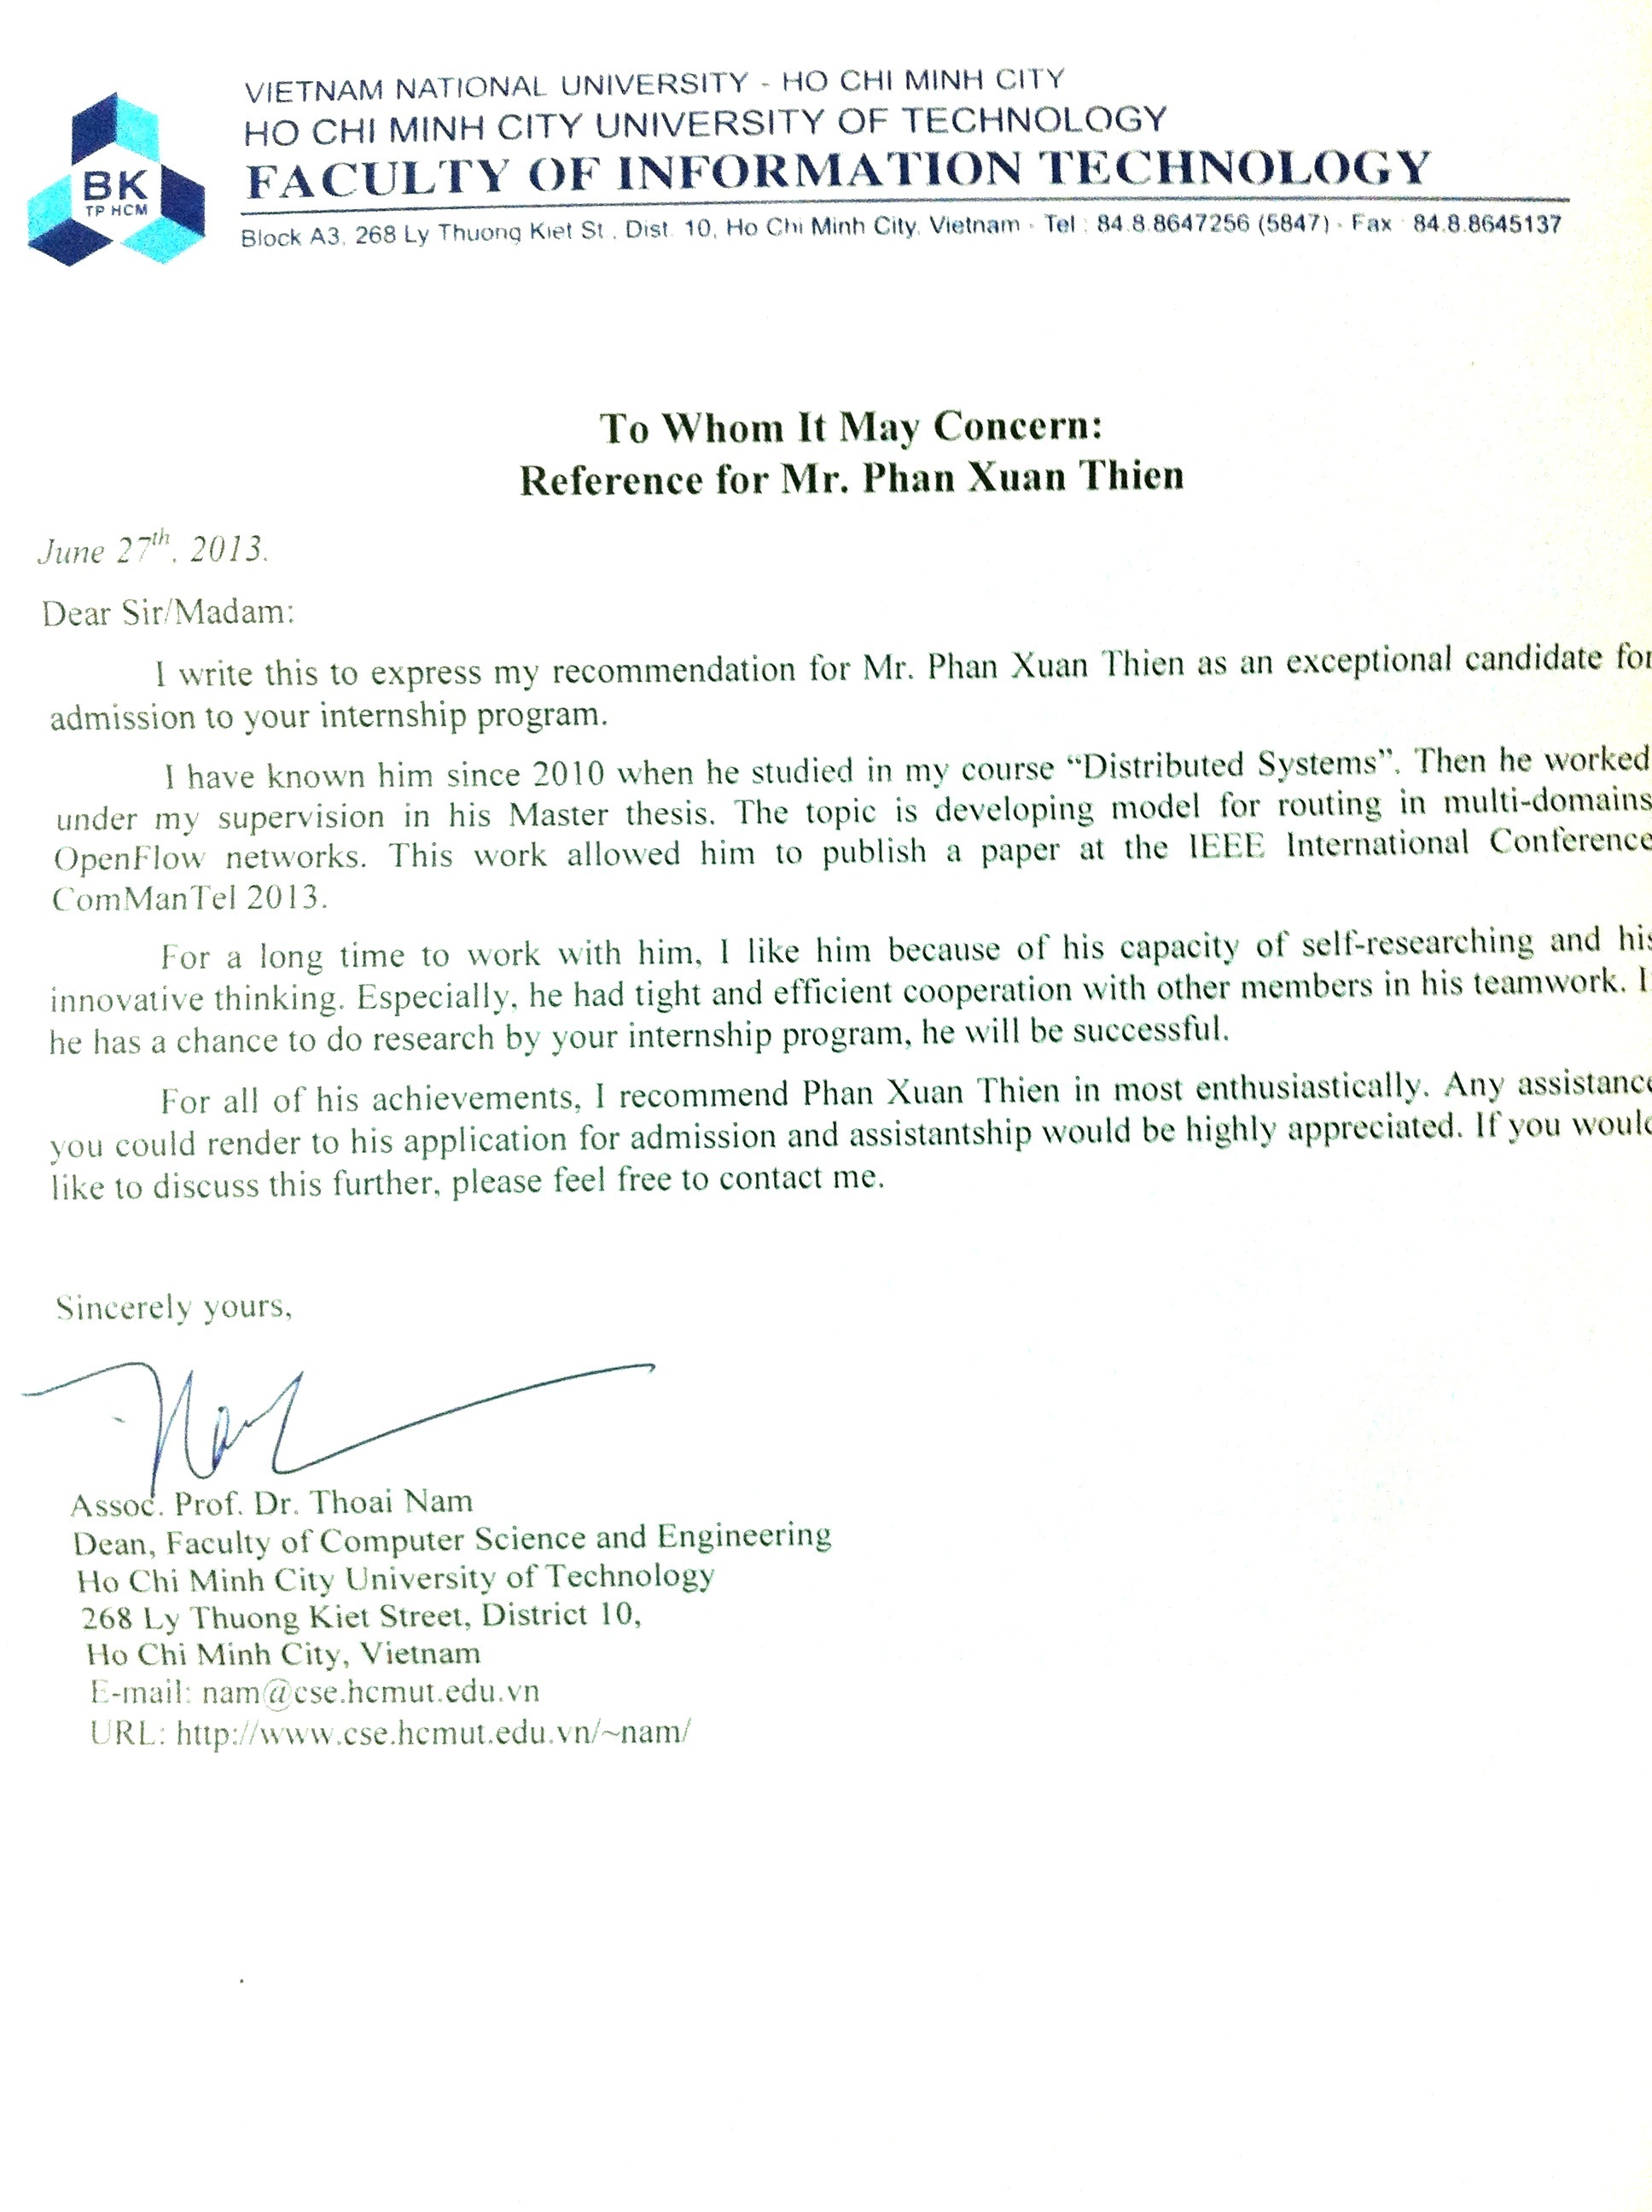 VIETNAM NATIONAL UNIVERSITY - HO CHI MINH CITY
HO CHI MINH CITY UNIVERSITY OF TECHNOLOGY
FACULTY OF INFORMATION TECHNOLOGY
BK
TP HCM
Block A3, 268 Ly Thuong Kiet St., Dist. 10, Ho Chi Minh City, Vietnam - Tel : 84.8.8647256 (5847) - Fax : 84.8.8645137
To Whom It May Concern:
Reference for Mr. Phan Xuan Thien
June 27th, 2013.
Dear Sir/Madam:
I write this to express my recommendation for Mr. Phan Xuan Thien as an exceptional candidate for
admission to your internship program.
I have known him since 2010 when he studied in my course “Distributed Systems”. Then he worked
under my supervision in his Master thesis. The topic is developing model for routing in multi-domains
OpenFlow networks. This work allowed him to publish a paper at the IEEE International Conference
ComManTel 2013.
For a long time to work with him, I like him because of his capacity of self-researching and his
innovative thinking. Especially, he had tight and efficient cooperation with other members in his teamwork. I
he has a chance to do research by your internship program, he will be successful.
For all of his achievements, I recommend Phan Xuan Thien in most enthusiastically. Any assistance
you could render to his application for admission and assistantship would be highly appreciated. If you would
like to discuss this further, please feel free to contact me.
Sincerely yours,
Nam
Assoc. Prof. Dr. Thoai Nam
Dean, Faculty of Computer Science and Engineering
Ho Chi Minh City University of Technology
268 Ly Thuong Kiet Street, District 10,
Ho Chi Minh City, Vietnam
E-mail: nam@cse.hcmut.edu.vn
URL: http://www.cse.hcmut.edu.vn/~nam/